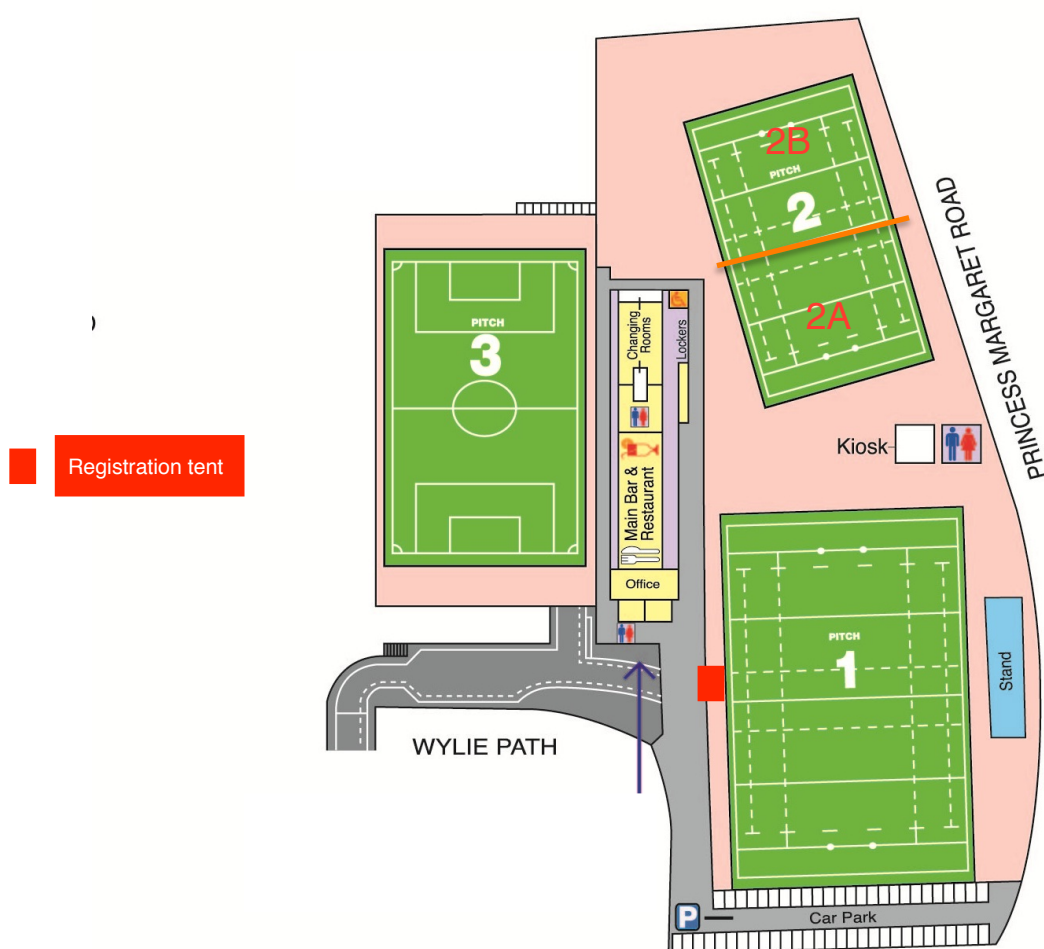 2B
PITCH
2
2A
PRINCESS MARGARET ROAD
PITCH
3
Changing
Rooms
Lockers
Main Bar &
Restaurant
Office
Kiosk
Registration tent
PITCH
1
Stand
WYLIE PATH
P
Car Park